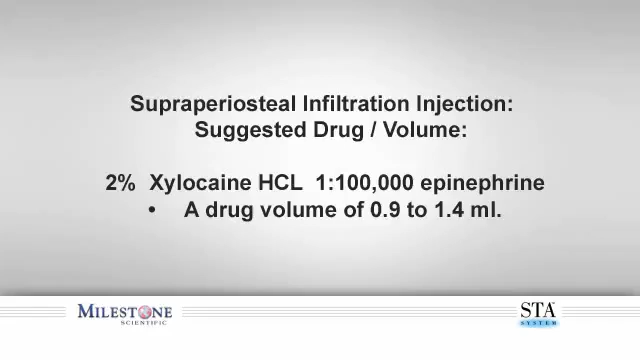 Supraperiosteal Infiltration Injection:
Suggested Drug / Volume:
2% Xylocaine HCL 1:100,000 epinephrine
• A drug volume of 0.9 to 1.4 ml.
MILESTONE
SCIENTIFIC
STA
SYSTEM